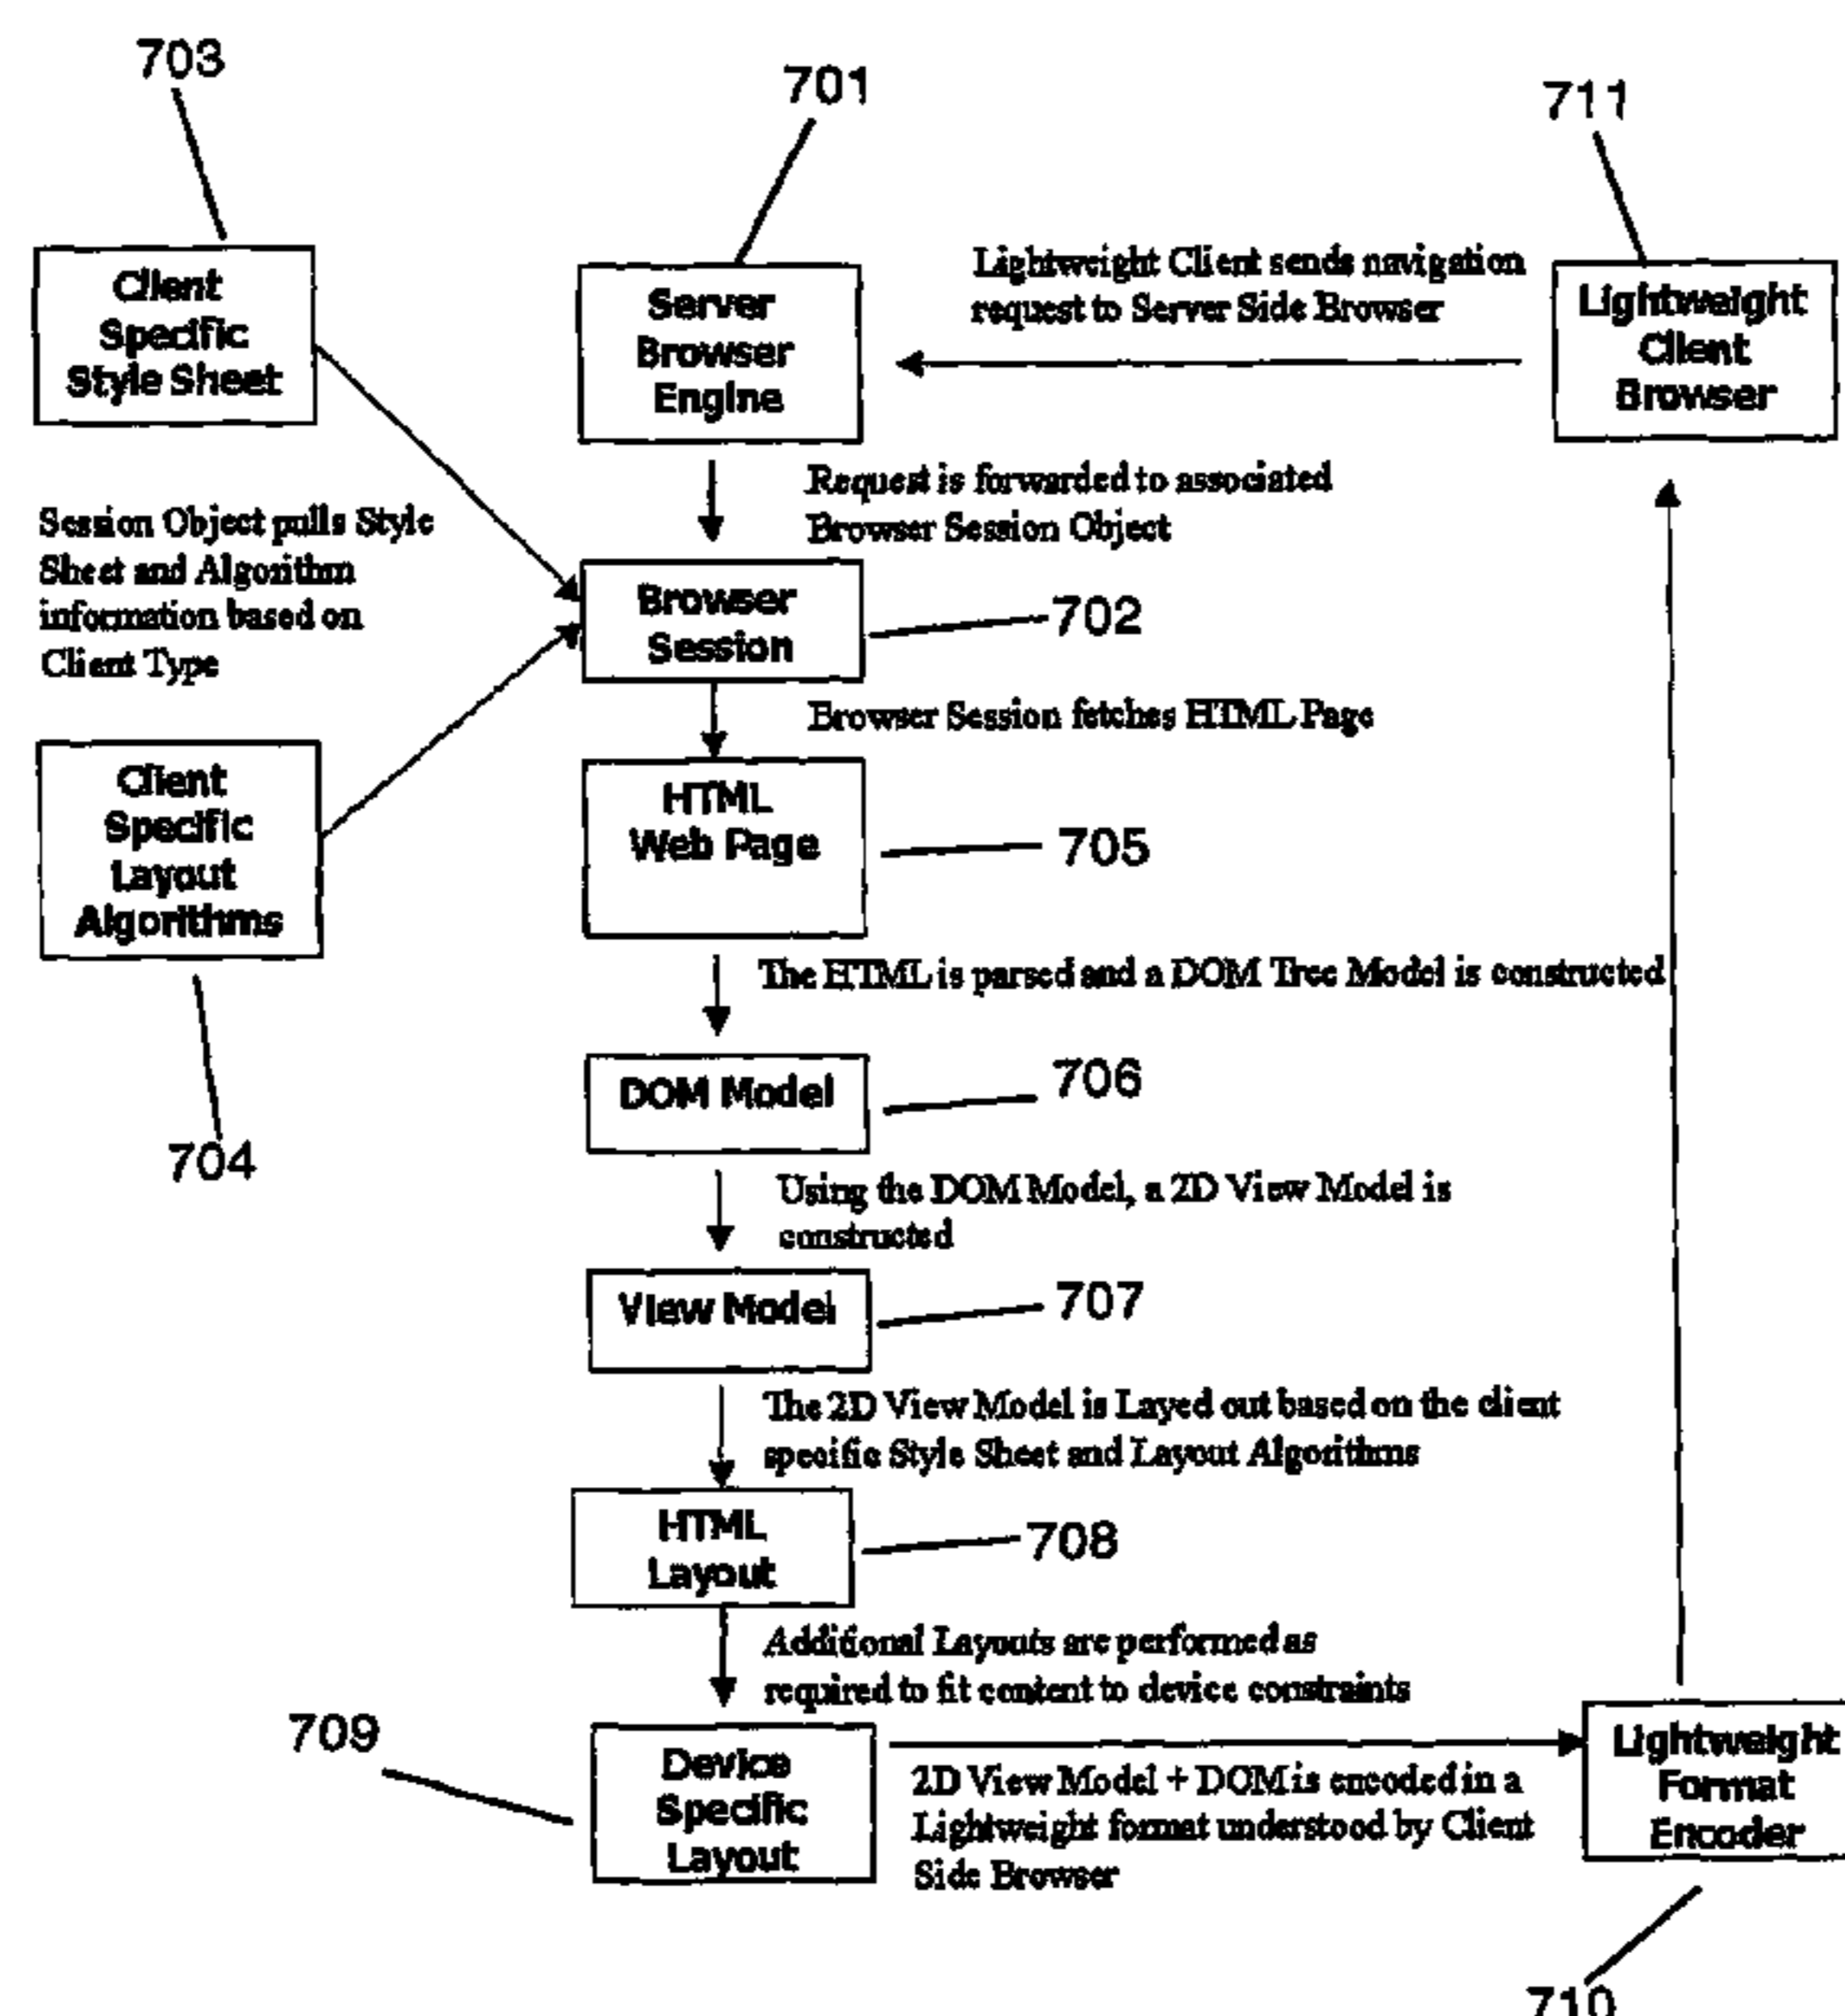 703
701
711
Client
Specific
Style Sheet
Server
Browser
Engine
Lightweight Client sends navigation
request to Server Side Browser
Lightweight
Client
Browser
Request is forwarded to associated
Browser Session Object
Session Object pulls Style
Sheet and Algorithm
information based on
Client Type
Browser
Session
702
Browser Session fetches HTML Page
Client
Specific
Layout
Algorithms
HTML
Web Page
705
The HTML is parsed and a DOM Tree Model is constructed
DOM Model
706
704
Using the DOM Model, a 2D View Model is
constructed
View Model
707
The 2D View Model is Layed out based on the client
specific Style Sheet and Layout Algorithms
HTML
Layout
708
Additional Layouts are performed as
required to fit content to device constraints
709
Device
Specific
Layout
2D View Model + DOM is encoded in a
Lightweight format understood by Client
Side Browser
Lightweight
Format
Encoder
710